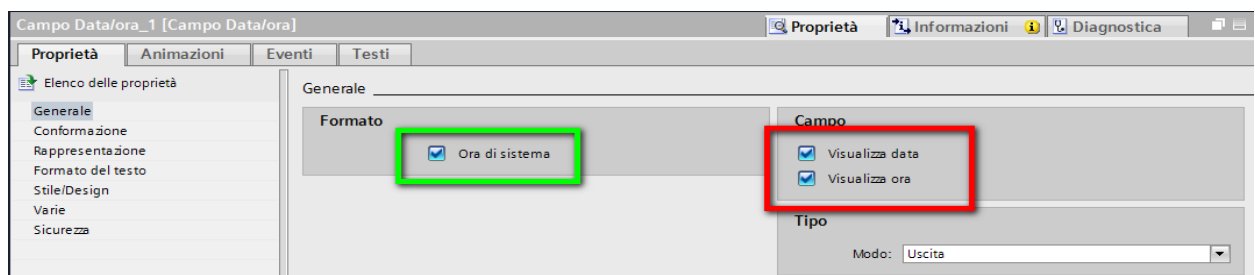 Campo Data/ora_1 [Campo Data/ora]
Proprietà Informazioni Diagnostica
Proprietà Animazioni Eventi Testi
Elenco delle proprietà
Generale
Conformazione
Rappresentazione
Formato del testo
Stile/Design
Varie
Sicurezza
Generale
Formato
Ora di sistema
Campo
Visualizza data
Visualizza ora
Tipo
Modo: Uscita